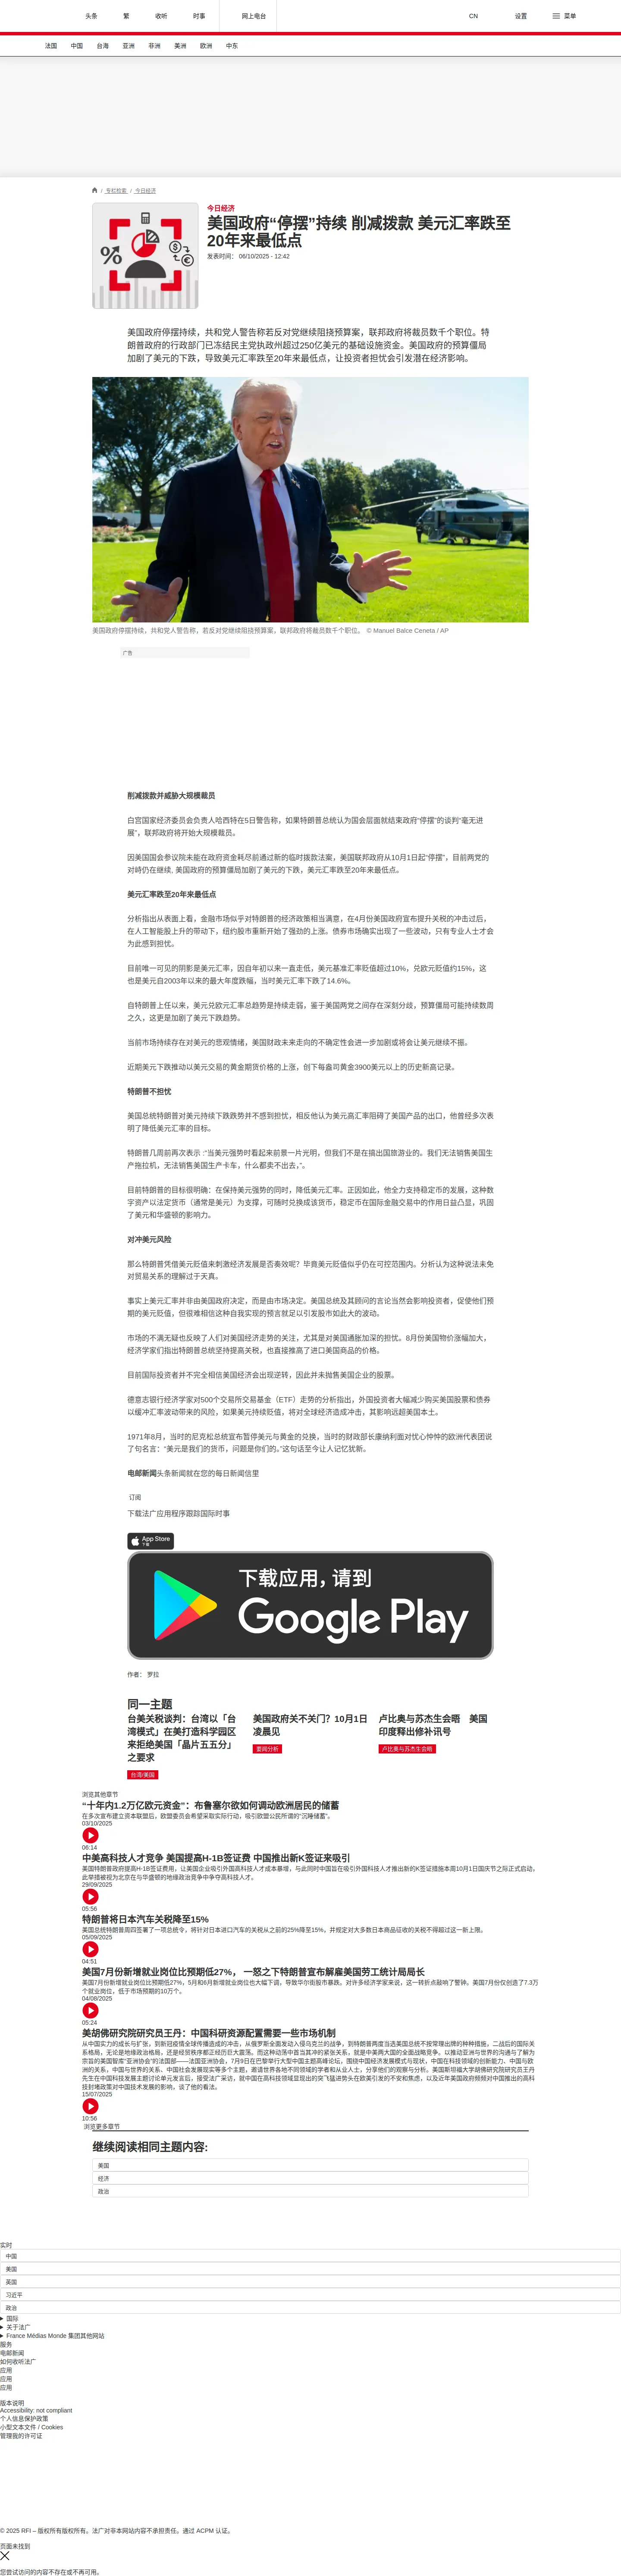 头条
繁
收听
时事
网上电台
CN
设置
菜单
法国
中国
台海
亚洲
非洲
美洲
欧洲
中东
/ 专栏检索 / 今日经济
今日经济
美国政府“停摆”持续 削减拨款 美元汇率跌至
20年来最低点
发表时间： 06/10/2025 - 12:42
美国政府停摆持续，共和党人警告称若反对党继续阻挠预算案，联邦政府将裁员数千个职位。特
朗普政府的行政部门已冻结民主党执政州超过250亿美元的基础设施资金。美国政府的预算僵局
加剧了美元的下跌，导致美元汇率跌至20年来最低点，让投资者担忧会引发潜在经济影响。
美国政府停摆持续，共和党人警告称，若反对党继续阻挠预算案，联邦政府将裁员数千个职位。 © Manuel Balce Ceneta / AP
广告
削减拨款并威胁大规模裁员
白宫国家经济委员会负责人哈西特在5日警告称，如果特朗普总统认为国会层面就结束政府“停摆”的谈判“毫无进
展”，联邦政府将开始大规模裁员。
因美国国会参议院未能在政府资金耗尽前通过新的临时拨款法案，美国联邦政府从10月1日起“停摆”，目前两党的
对峙仍在继续, 美国政府的预算僵局加剧了美元的下跌，美元汇率跌至20年来最低点。
美元汇率跌至20年来最低点
分析指出从表面上看，金融市场似乎对特朗普的经济政策相当满意，在4月份美国政府宣布提升关税的冲击过后，
在人工智能股上升的带动下，纽约股市重新开始了强劲的上涨。债券市场确实出现了一些波动，只有专业人士才会
为此感到担忧。
目前唯一可见的阴影是美元汇率，因自年初以来一直走低，美元基准汇率贬值超过10%，兑欧元贬值约15%，这
也是美元自2003年以来的最大年度跌幅，当时美元汇率下跌了14.6%。
自特朗普上任以来，美元兑欧元汇率总趋势是持续走弱，鉴于美国两党之间存在深刻分歧，预算僵局可能持续数周
之久，这更是加剧了美元下跌趋势。
当前市场持续存在对美元的悲观情绪，美国财政未来走向的不确定性会进一步加剧或将会让美元继续不振。
近期美元下跌推动以美元交易的黄金期货价格的上涨，创下每盎司黄金3900美元以上的历史新高记录。
特朗普不担忧
美国总统特朗普对美元持续下跌跌势并不感到担忧，相反他认为美元高汇率阻碍了美国产品的出口，他曾经多次表
明了降低美元汇率的目标。
特朗普几周前再次表示 :“当美元强势时看起来前景一片光明，但我们不是在搞出国旅游业的。我们无法销售美国生
产拖拉机，无法销售美国生产卡车，什么都卖不出去，”。
目前特朗普的目标很明确：在保持美元强势的同时，降低美元汇率。正因如此，他全力支持稳定币的发展，这种数
字资产以法定货币（通常是美元）为支撑，可随时兑换成该货币，稳定币在国际金融交易中的作用日益凸显，巩固
了美元和华盛顿的影响力。
对冲美元风险
那么特朗普凭借美元贬值来刺激经济发展是否奏效呢？毕竟美元贬值似乎仍在可控范围内。分析认为这种说法未免
对贸易关系的理解过于天真。
事实上美元汇率并非由美国政府决定，而是由市场决定。美国总统及其顾问的言论当然会影响投资者，促使他们预
期的美元贬值，但很难相信这种自我实现的预言就足以引发股市如此大的波动。
市场的不满无疑也反映了人们对美国经济走势的关注，尤其是对美国通胀加深的担忧。8月份美国物价涨幅加大，
经济学家们指出特朗普总统坚持提高关税，也直接推高了进口美国商品的价格。
目前国际投资者并不完全相信美国经济会出现逆转，因此并未抛售美国企业的股票。
德意志银行经济学家对500个交易所交易基金（ETF）走势的分析指出，外国投资者大幅减少购买美国股票和债券
以缓冲汇率波动带来的风险，如果美元持续贬值，将对全球经济造成冲击，其影响远超美国本土。
1971年8月，当时的尼克松总统宣布暂停美元与黄金的兑换，当时的财政部长康纳利面对忧心忡忡的欧洲代表团说
了句名言：“美元是我们的货币，问题是你们的。”这句话至今让人记忆犹新。
电邮新闻头条新闻就在您的每日新闻信里
订阅
下载法广应用程序跟踪国际时事
App Store
下载
下载应用，请到
Google Play
作者： 罗拉
同一主题
台美关税谈判：台湾以「台
湾模式」在美打造科学园区
来拒绝美国「晶片五五分」
之要求
台湾/美国
美国政府关不关门？10月1日
凌晨见
要闻分析
卢比奥与苏杰生会晤 美国
印度释出修补讯号
卢比奥与苏杰生会晤
浏览其他章节
“十年内1.2万亿欧元资金”：布鲁塞尔欲如何调动欧洲居民的储蓄
在多次宣布建立资本联盟后，欧盟委员会希望采取实际行动，吸引欧盟公民所谓的“沉睡储蓄”。
03/10/2025
06:14
中美高科技人才竞争 美国提高H-1B签证费 中国推出新K签证来吸引
美国特朗普政府提高H-1B签证费用，让美国企业吸引外国高科技人才成本暴增，与此同时中国旨在吸引外国科技人才推出新的K签证措施本周10月1日国庆节之际正式启动，
此举措被视为北京在与华盛顿的地缘政治竞争中争夺高科技人才。
29/09/2025
05:56
特朗普将日本汽车关税降至15%
美国总统特朗普周四签署了一项总统令，将针对日本进口汽车的关税从之前的25%降至15%，并规定对大多数日本商品征收的关税不得超过这一新上限。
05/09/2025
04:51
美国7月份新增就业岗位比预期低27%， 一怒之下特朗普宣布解雇美国劳工统计局局长
美国7月份新增就业岗位比预期低27%，5月和6月新增就业岗位也大幅下调，导致华尔街股市暴跌。对许多经济学家来说，这一转折点敲响了警钟。美国7月份仅创造了7.3万
个就业岗位，低于市场预期的10万个。
04/08/2025
05:24
美胡佛研究院研究员王丹：中国科研资源配置需要一些市场机制
从中国实力的成长与扩张，到新冠疫情全球传播造成的冲击，从俄罗斯全面发动入侵乌克兰的战争，到特朗普两度当选美国总统不按常理出牌的种种措施，二战后的国际关
系格局，无论是地缘政治格局，还是经贸秩序都正经历巨大震荡。而这种动荡中首当其冲的紧张关系，就是中美两大国的全面战略竞争。以推动亚洲与世界的沟通与了解为
宗旨的美国智库“亚洲协会”的法国部——法国亚洲协会，7月9日在巴黎举行大型中国主题高峰论坛，围绕中国经济发展模式与现状，中国在科技领域的创新能力、中国与欧
洲的关系，中国与世界的关系、中国社会发展现实等多个主题，邀请世界各地不同领域的学者和从业人士，分享他们的观察与分析。美国斯坦福大学胡佛研究院研究员王丹
先生在中国科技发展主题讨论单元发言后，接受法广采访，就中国在高科技领域显现出的突飞猛进势头在欧美引发的不安和焦虑，以及近年美国政府频频对中国推出的高科
技封堵政策对中国技术发展的影响，谈了他的看法。
15/07/2025
10:56
浏览更多章节
继续阅读相同主题内容:
美国
经济
政治
实时
中国
美国
英国
习近平
政治
国际
关于法广
France Médias Monde 集团其他网站
服务
电邮新闻
如何收听法广
应用
应用
应用
版本说明
Accessibility: not compliant
个人信息保护政策
小型文本文件 / Cookies
管理我的许可证
© 2025 RFI – 版权所有版权所有。法广对非本网站内容不承担责任。通过 ACPM 认证。
页面未找到
您尝试访问的内容不存在或不再可用。